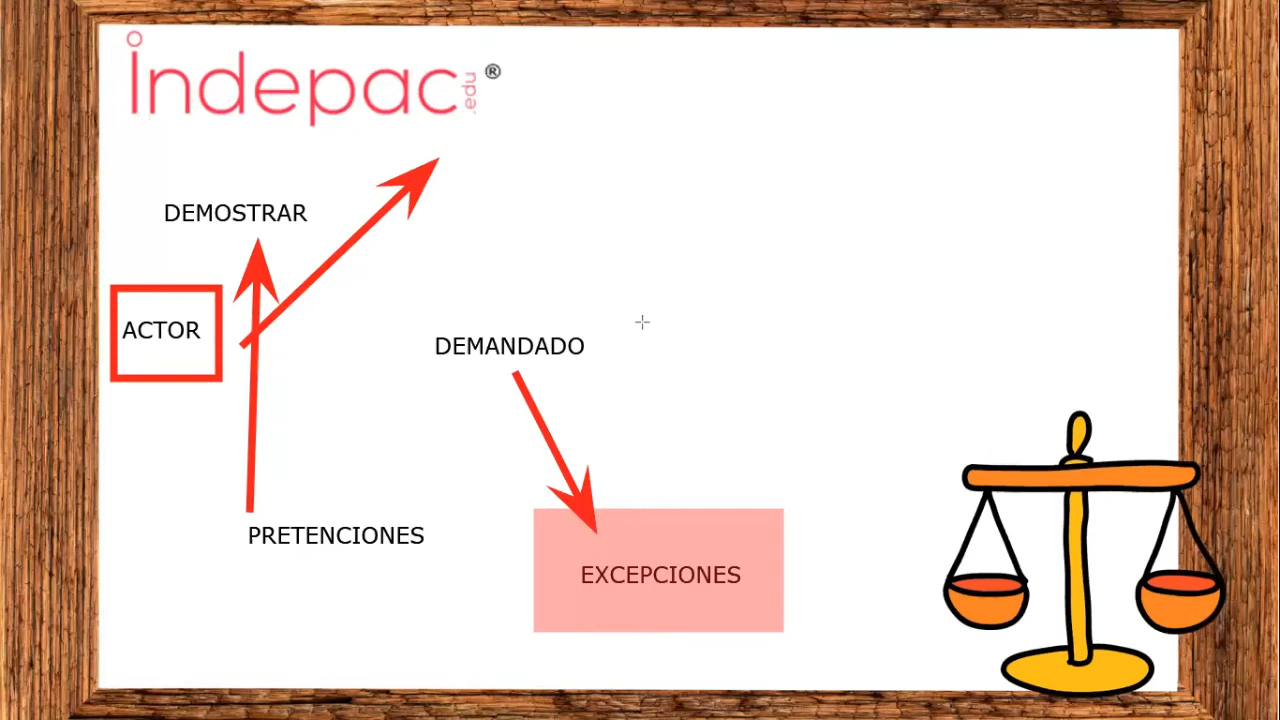 indepac .edu ®
DEMOSTRAR
ACTOR
DEMANDADO
PRETENCIONES
EXCEPCIONES